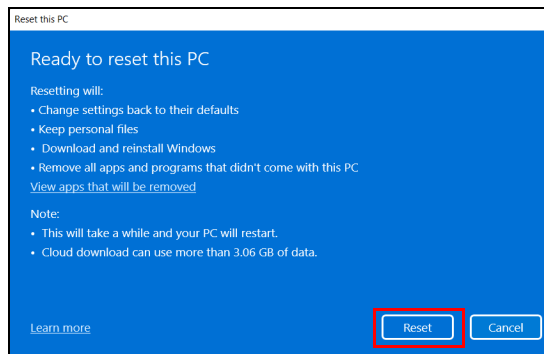 Reset this PC
Ready to reset this PC
Resetting will:
• Change settings back to their defaults
• Keep personal files
• Download and reinstall Windows
• Remove all apps and programs that didn't come with this PC
View apps that will be removed
Note:
• This will take a while and your PC will restart.
• Cloud download can use more than 3.06 GB of data.
Learn more
Reset
Cancel